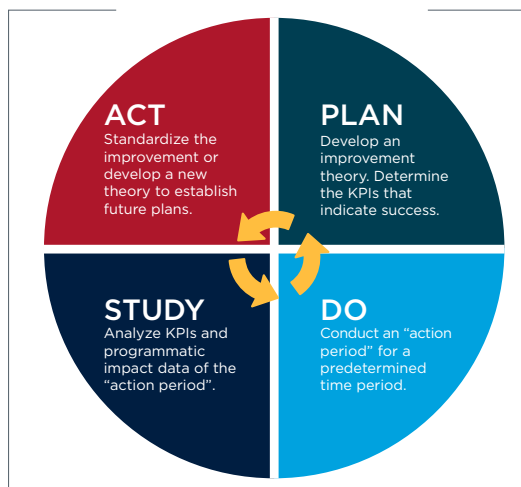 ACT
Standardize the
improvement or
develop a new
theory to establish
future plans.
PLAN
Develop an
improvement
theory. Determine
the KPIs that
indicate success.
STUDY
Analyze KPIs and
programmatic
impact data of the
“action period”.
DO
Conduct an “action
period” for a
predetermined
time period.